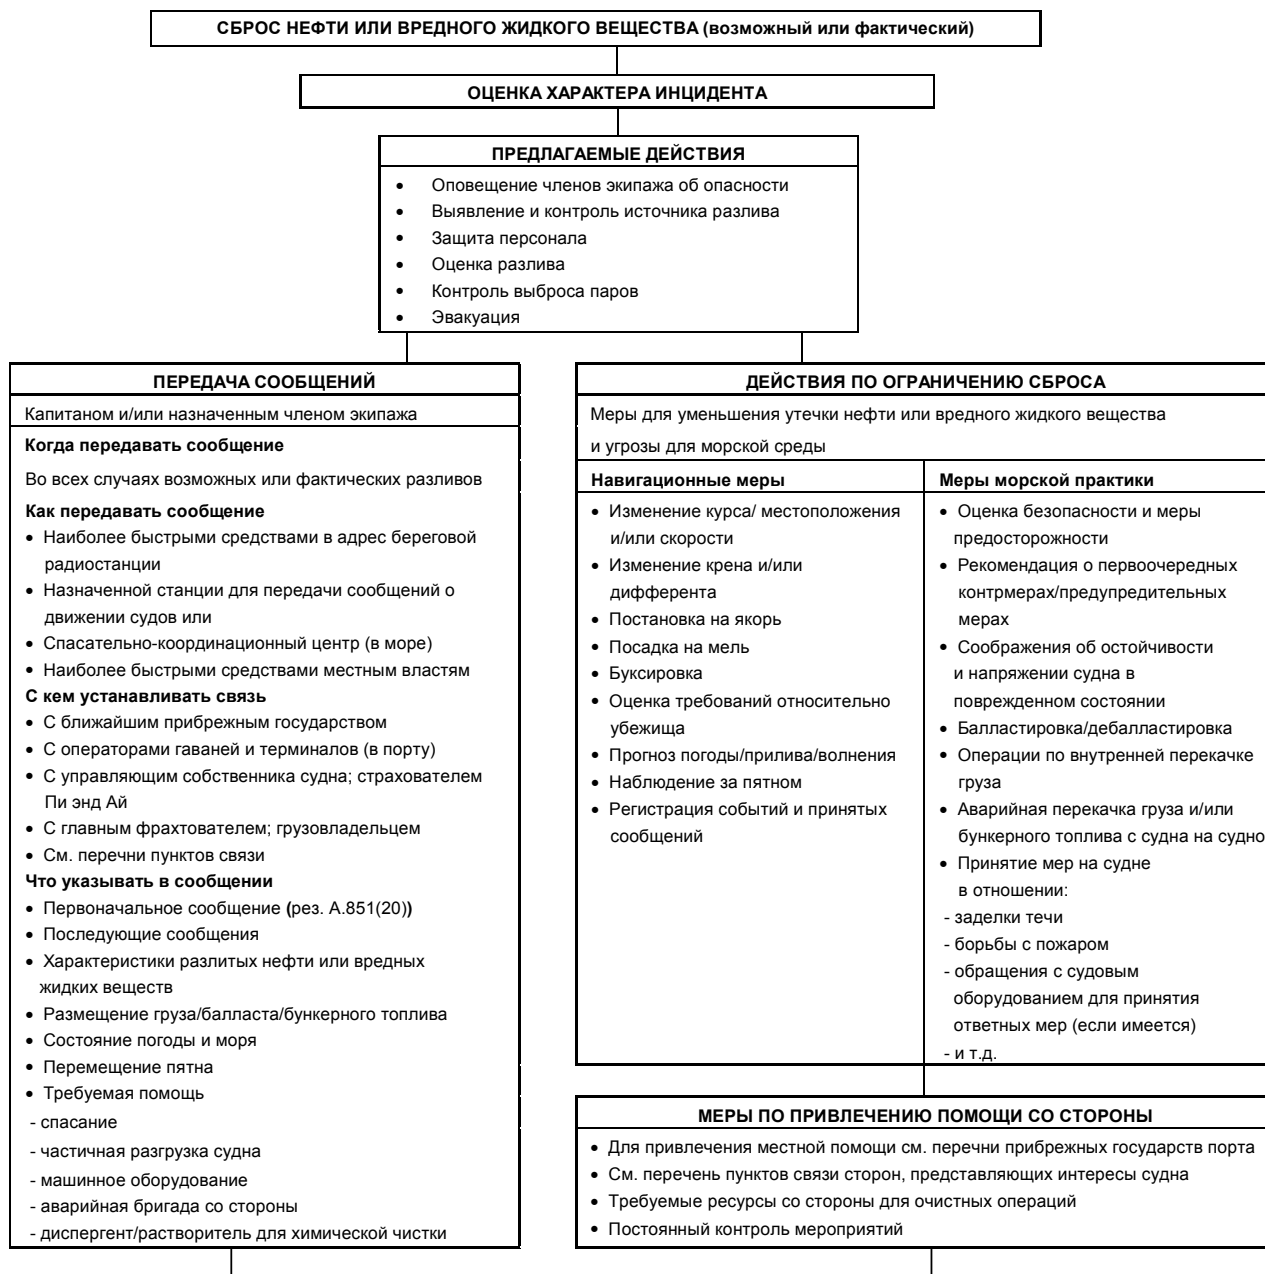 СБРОС НЕФТИ ИЛИ ВРЕДНОГО ЖИДКОГО ВЕЩЕСТВА (возможный или фактический)
ОЦЕНКА ХАРАКТЕРА ИНЦИДЕНТА
ПРЕДЛАГАЕМЫЕ ДЕЙСТВИЯ
• Оповещение членов экипажа об опасности
• Выявление и контроль источника разлива
• Защита персонала
• Оценка разлива
• Контроль выброса паров
• Эвакуация
ПЕРЕДАЧА СООБЩЕНИЙ
Капитаном и/или назначенным членом экипажа
Когда передавать сообщение
Во всех случаях возможных или фактических разливов
Как передавать сообщение
• Наиболее быстрыми средствами в адрес береговой
радиостанции
• Назначенной станции для передачи сообщений о
движении судов или
• Спасательно-координационный центр (в море)
• Наиболее быстрыми средствами местным властям
С кем устанавливать связь
• С ближайшим прибрежным государством
• С операторами гаваней и терминалов (в порту)
• С управляющим собственника судна; страхователем
Пи энд Ай
• С главным фрахтователем; грузовладельцем
• См. перечни пунктов связи
Что указывать в сообщении
• Первоначальное сообщение (рез. А.851(20))
• Последующие сообщения
• Характеристики разлитых нефти или вредных
жидких веществ
• Размещение груза/балласта/бункерного топлива
• Состояние погоды и моря
• Перемещение пятна
• Требуемая помощь
- спасание
- частичная разгрузка судна
- машинное оборудование
- аварийная бригада со стороны
- диспергент/растворитель для химической чистки
ДЕЙСТВИЯ ПО ОГРАНИЧЕНИЮ СБРОСА
Меры для уменьшения утечки нефти или вредного жидкого вещества
и угрозы для морской среды
Навигационные меры
• Изменение курса/ местоположения
и/или скорости
• Изменение крена и/или
дифферента
• Постановка на якорь
• Посадка на мель
• Буксировка
• Оценка требований относительно
убежища
• Прогноз погоды/прилива/волнения
• Наблюдение за пятном
• Регистрация событий и принятых
сообщений
Меры морской практики
• Оценка безопасности и меры
предосторожности
• Рекомендация о первоочередных
контрмерах/предупредительных
мерах
• Соображения об остойчивости
и напряжении судна в
поврежденном состоянии
• Балластировка/дебалластировка
• Операции по внутренней перекачке
груза
• Аварийная перекачка груза и/или
бункерного топлива с судна на судно
• Принятие мер на судне
в отношении:
- заделки течи
- борьбы с пожаром
- обращения с судовым
оборудованием для принятия
ответных мер (если имеется)
- и т.д.
МЕРЫ ПО ПРИВЛЕЧЕНИЮ ПОМОЩИ СО СТОРОНЫ
• Для привлечения местной помощи см. перечни прибрежных государств порта
• См. перечень пунктов связи сторон, представляющих интересы судна
• Требуемые ресурсы со стороны для очистных операций
• Постоянный контроль мероприятий